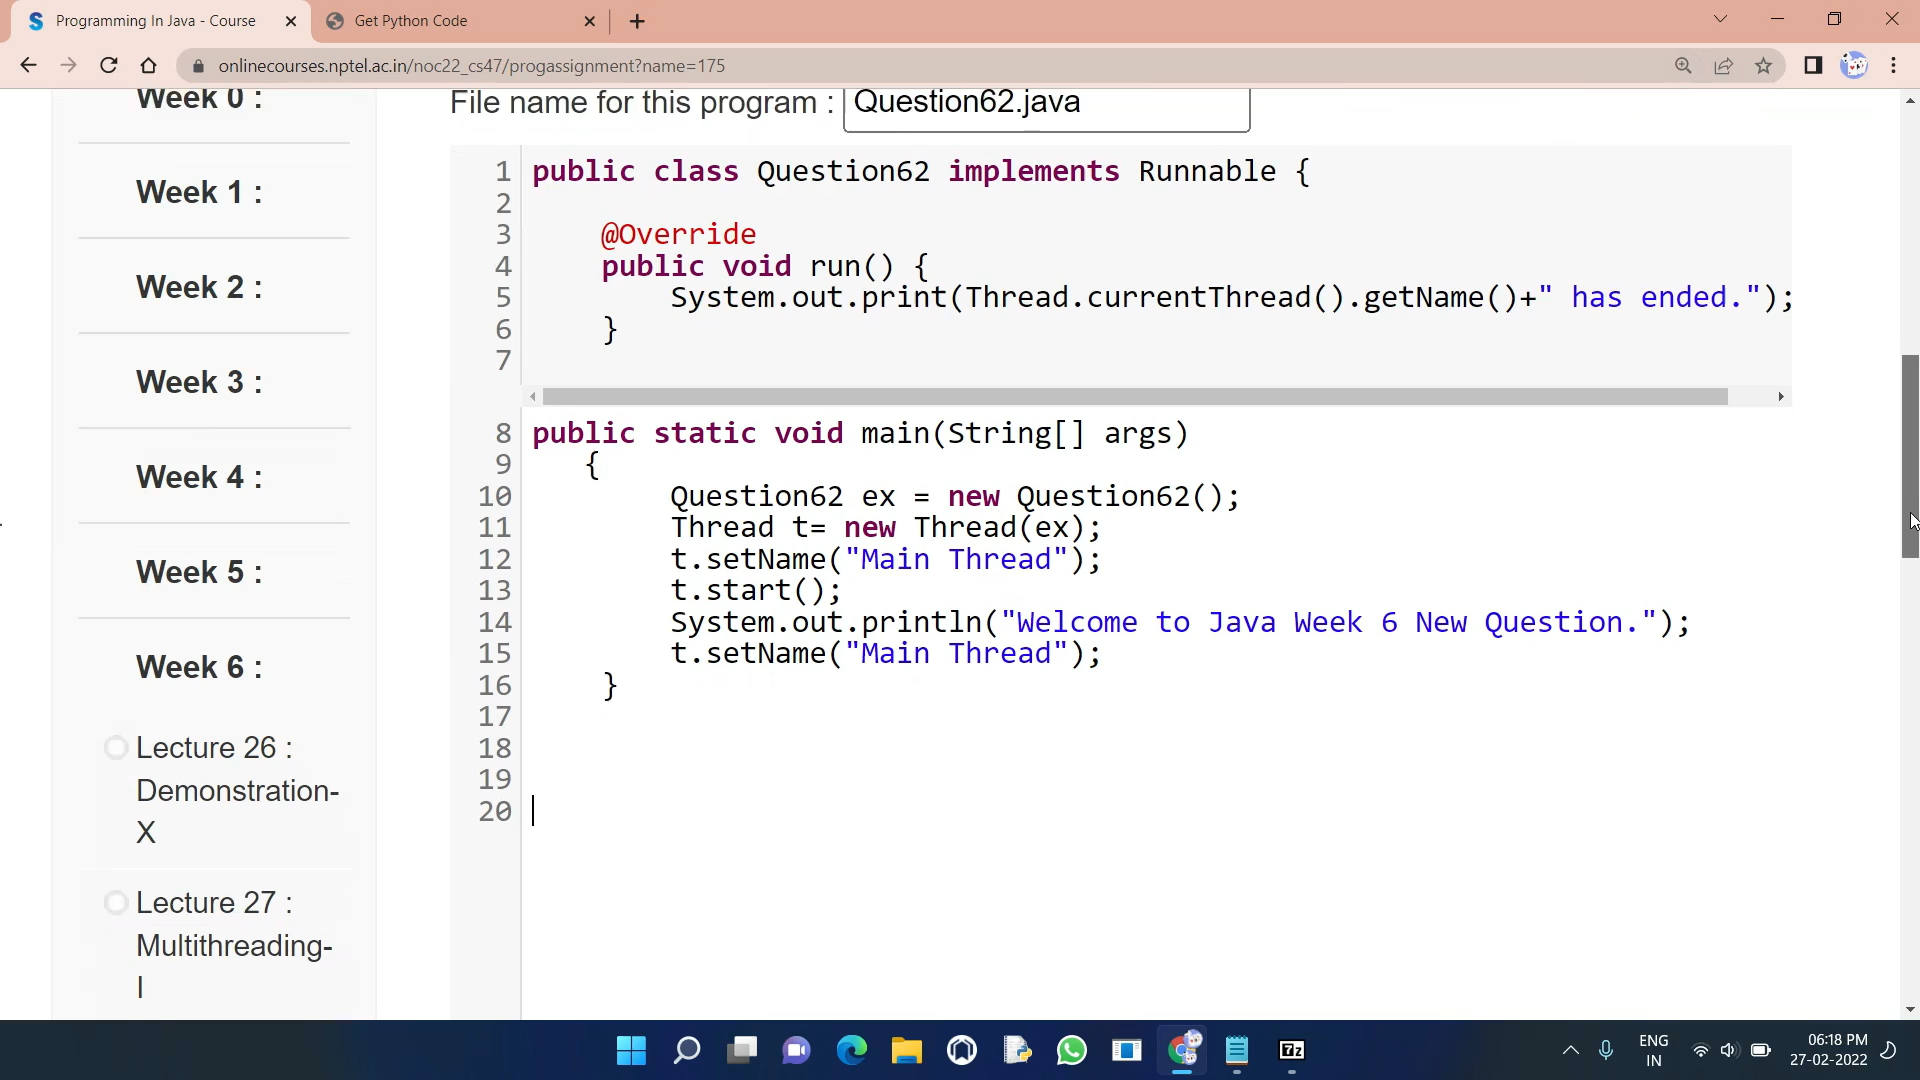 Programming In Java - Course
Get Python Code
onlinecourses.nptel.ac.in/noc22_cs47/progassignment?name=175
Week 0 :
Week 1 :
Week 2 :
Week 3 :
Week 4 :
Week 5 :
Week 6 :
Lecture 26 :
Demonstration-
X
Lecture 27 :
Multithreading-
I
File name for this program : Question62.java
1 public class Question62 implements Runnable {
2
3 @Override
4 public void run() {
5 System.out.print(Thread.currentThread().getName()+" has ended.");
6 }
7
8 public static void main(String[] args)
9 {
10 Question62 ex = new Question62();
11 Thread t= new Thread(ex);
12 t.setName("Main Thread");
13 t.start();
14 System.out.println("Welcome to Java Week 6 New Question.");
15 t.setName("Main Thread");
16 }
17
18
19
20
7z
ENG
IN
06:18 PM
27-02-2022